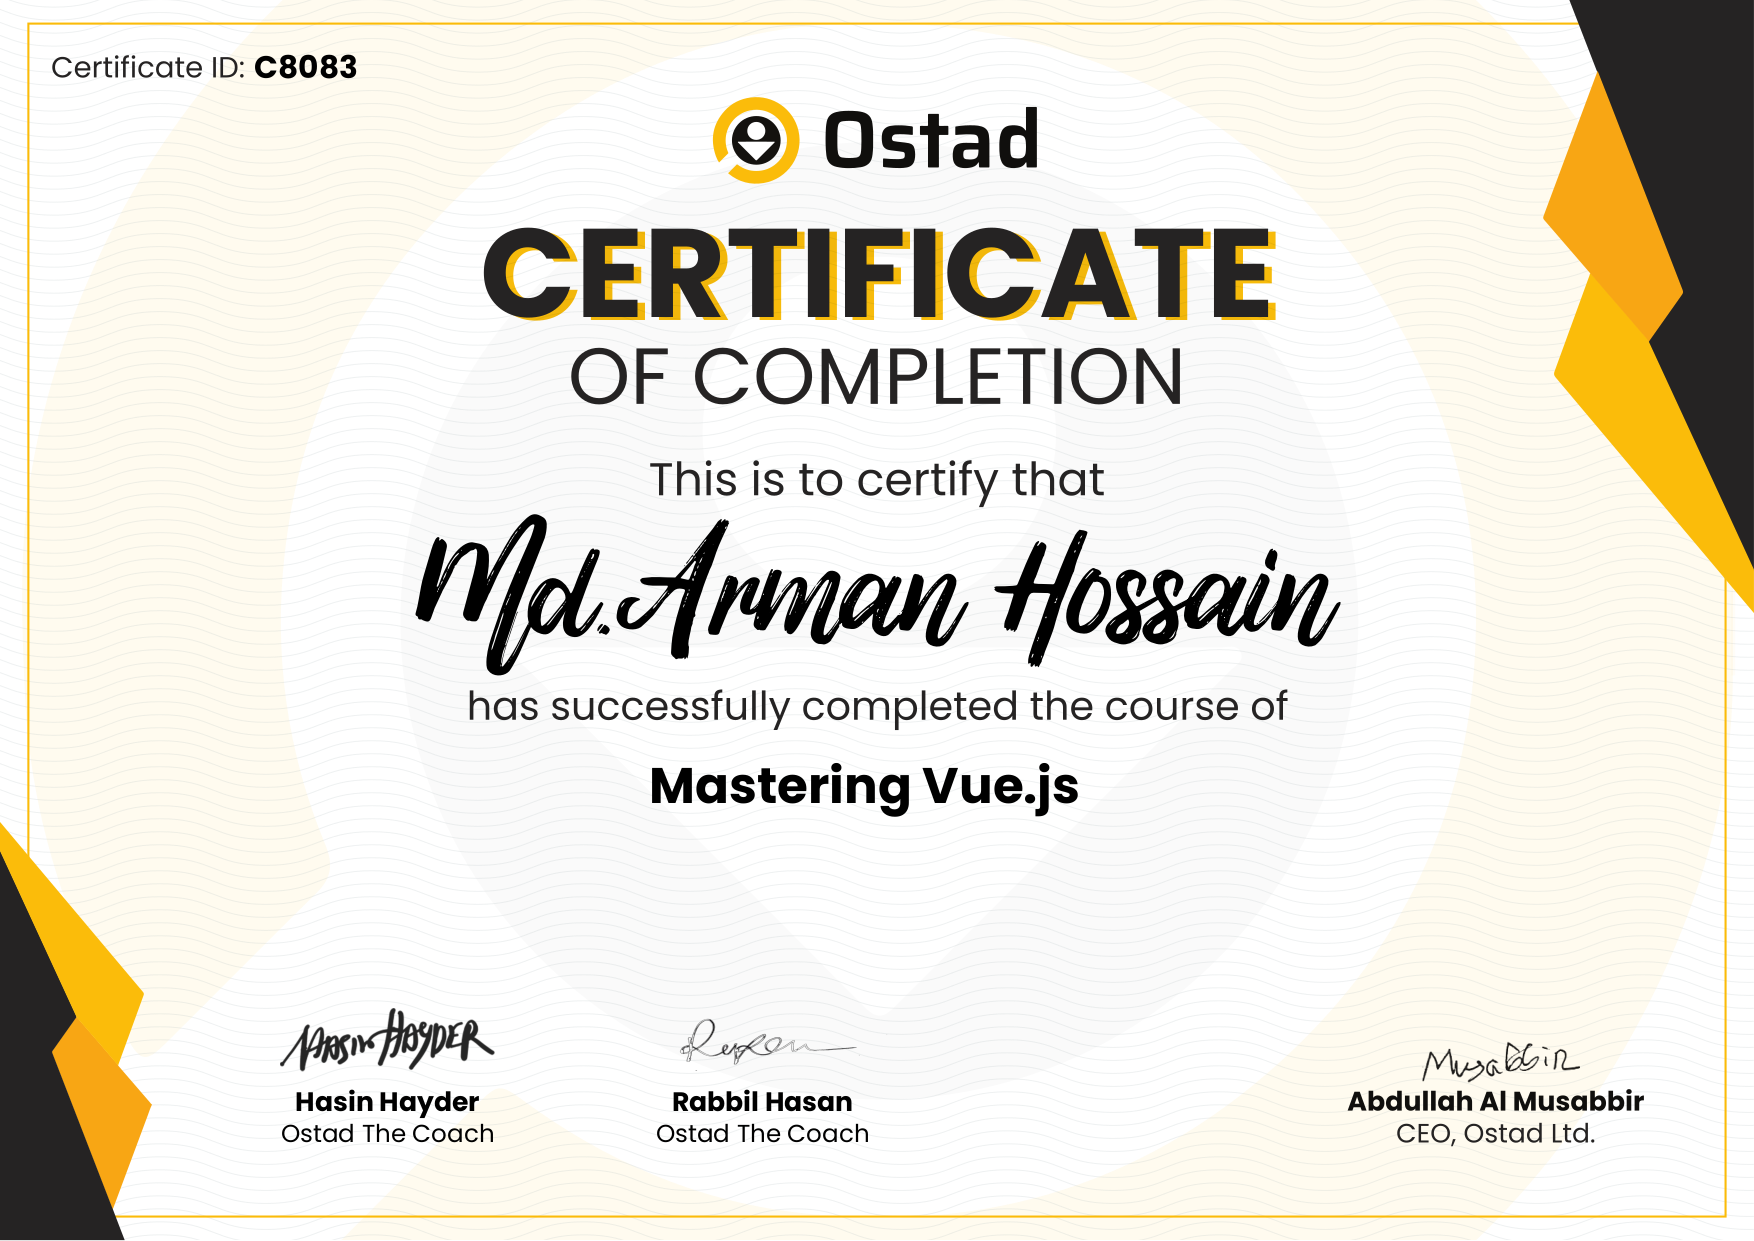 Certificate ID: C8083
Ostad
CERTIFICATE
OF COMPLETION
This is to certify that
Md.Arman Hossain
has successfully completed the course of
Mastering Vue.js
HASIN HAYDER
Musabbir
Hasin Hayder
Ostad The Coach
Rabbil Hasan
Ostad The Coach
Abdullah Al Musabbir
CEO, Ostad Ltd.